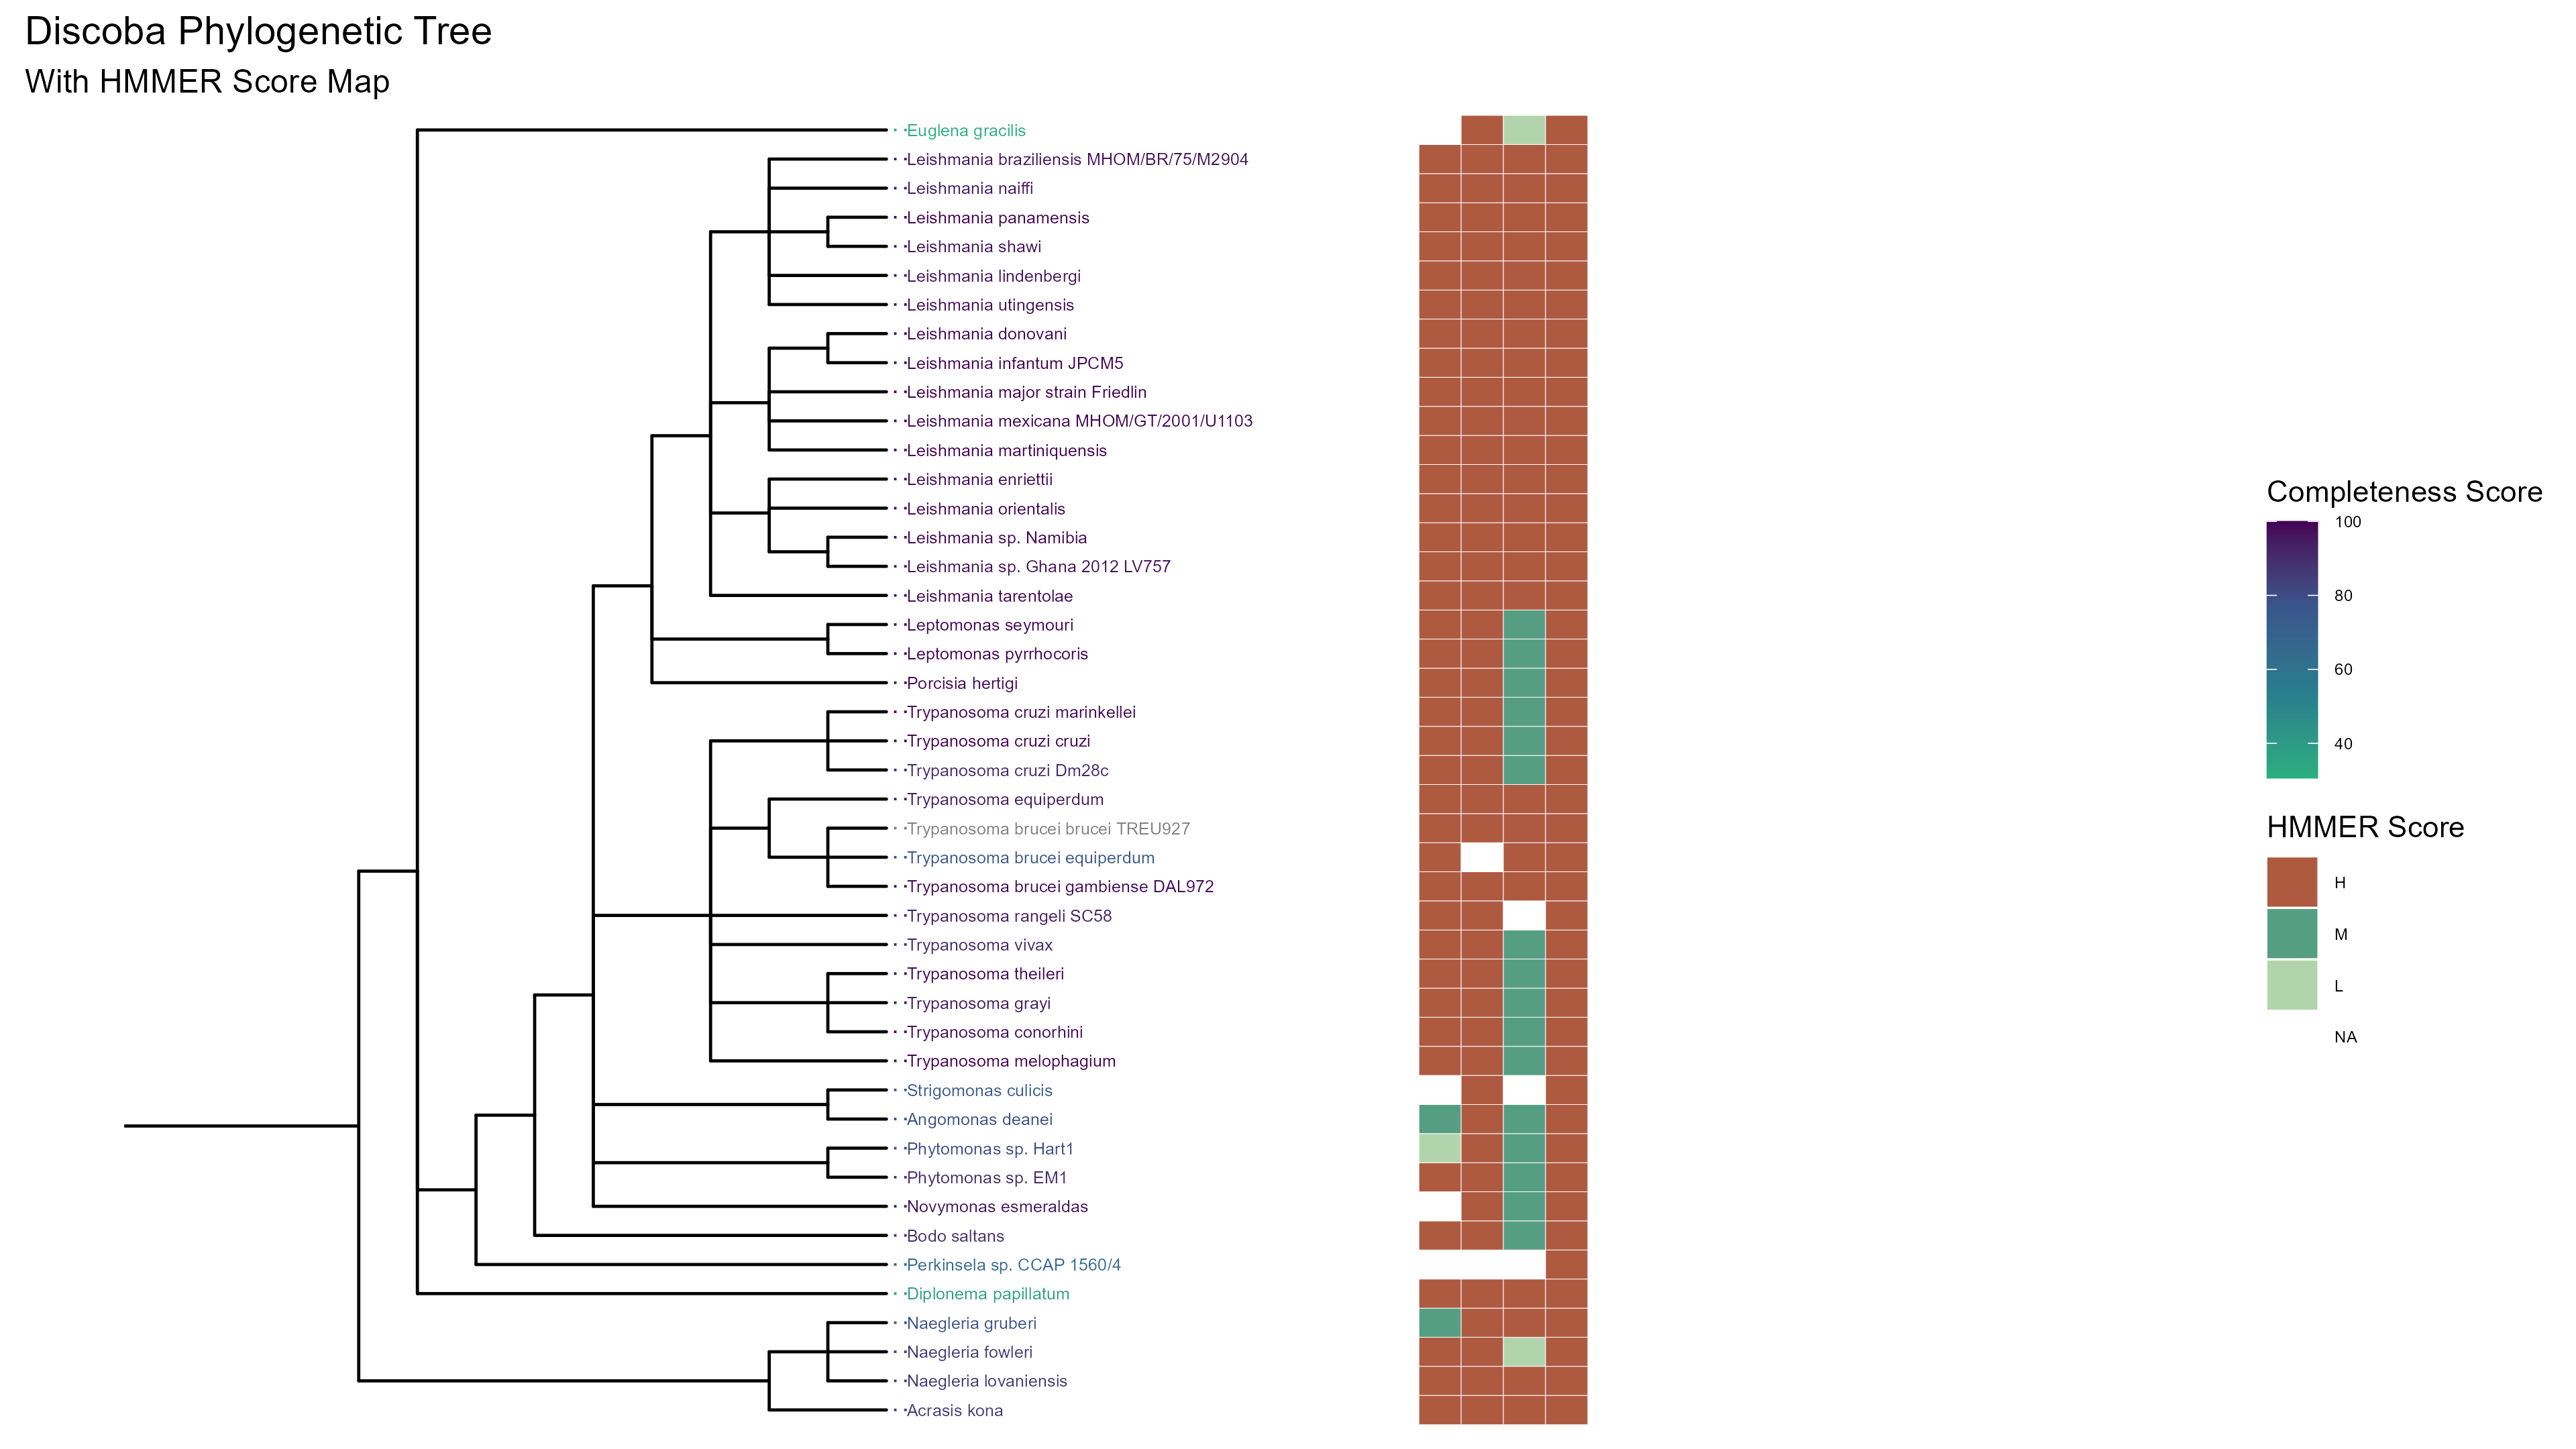 Discoba Phylogenetic Tree
With HMMER Score Map
Euglena gracilis
Leishmania braziliensis MHOM/BR/75/M2904
Leishmania naiffi
Leishmania panamensis
Leishmania shawi
Leishmania lindenbergi
Leishmania utingensis
Leishmania donovani
Leishmania infantum JPCM5
Leishmania major strain Friedlin
Leishmania mexicana MHOM/GT/2001/U1103
Leishmania martiniquensis
Leishmania enriettii
Leishmania orientalis
Leishmania sp. Namibia
Leishmania sp. Ghana 2012 LV757
Leishmania tarentolae
Leptomonas seymouri
Leptomonas pyrrhocoris
Porcisia hertigi
Trypanosoma cruzi marinkellei
Trypanosoma cruzi cruzi
Trypanosoma cruzi Dm28c
Trypanosoma equiperdum
Trypanosoma brucei brucei TREU927
Trypanosoma brucei equiperdum
Trypanosoma brucei gambiense DAL972
Trypanosoma rangeli SC58
Trypanosoma vivax
Trypanosoma theileri
Trypanosoma grayi
Trypanosoma conorhini
Trypanosoma melophagium
Strigomonas culicis
Angomonas deanei
Phytomonas sp. Hart1
Phytomonas sp. EM1
Novymonas esmeraldas
Bodo saltans
Perkinsela sp. CCAP 1560/4
Diplonema papillatum
Naegleria gruberi
Naegleria fowleri
Naegleria lovaniensis
Acrasis kona
Completeness Score
100
80
60
40
HMMER Score
H
M
L
NA